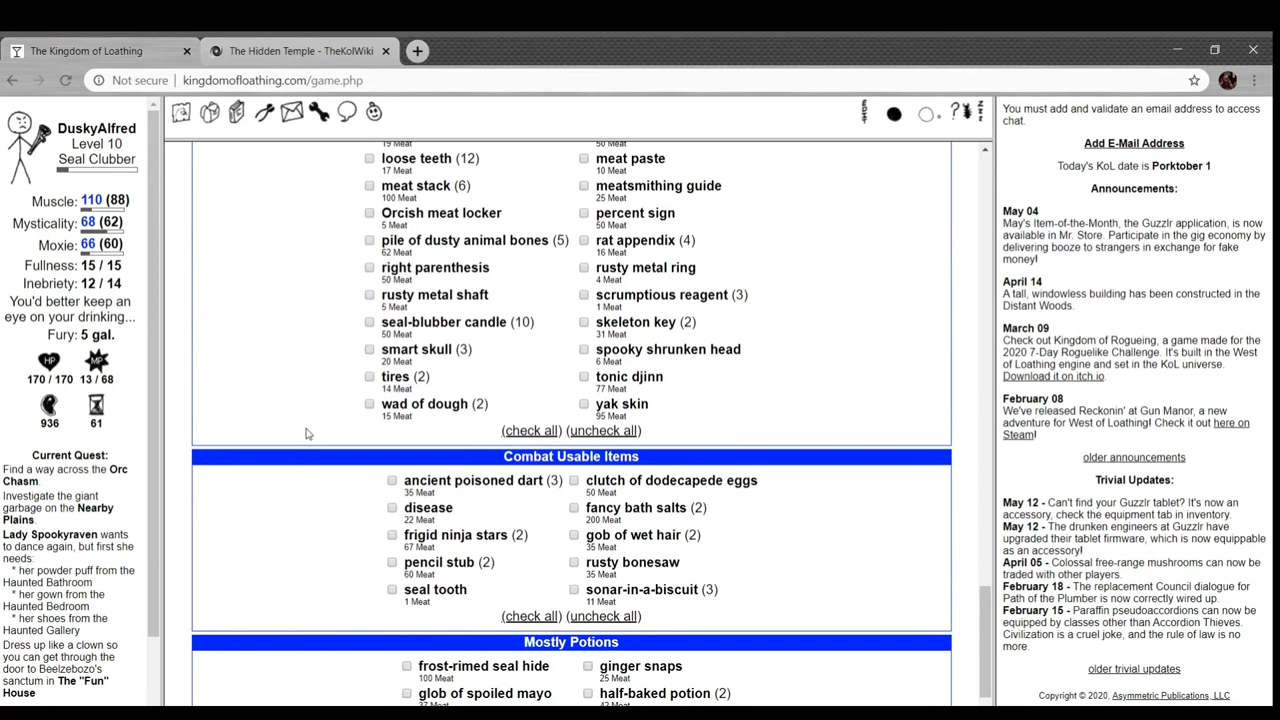 The Kingdom of Loathing
The Hidden Temple - TheKolWiki
Not secure | kingdomofloathing.com/game.php
DuskyAlfred
Level 10
Seal Clubber
Muscle: 110 (88)
Mysticality: 68 (62)
Moxie: 66 (60)
Fullness: 15 / 15
Inebriety: 12 / 14
You'd better keep an
eye on your drinking...
Fury: 5 gal.
HP
MP
170 / 170 13 / 68
936 61
Current Quest:
Find a way across the Orc
Chasm.
Investigate the giant
garbage on the Nearby
Plains.
Lady Spookyraven wants
to dance again, but first she
needs:
* her powder puff from the
Haunted Bathroom
* her gown from the
Haunted Bedroom
* her shoes from the
Haunted Gallery
Dress up like a clown so
you can get through the
door to Beelzebozo's
sanctum in The "Fun"
House
19 Meat 50 Meat
loose teeth (12) meat paste
17 Meat 10 Meat
meat stack (6) meatsmithing guide
100 Meat 25 Meat
Orcish meat locker percent sign
5 Meat 50 Meat
pile of dusty animal bones (5) rat appendix (4)
62 Meat 16 Meat
right parenthesis rusty metal ring
50 Meat 4 Meat
rusty metal shaft scrumptious reagent (3)
5 Meat 1 Meat
seal-blubber candle (10) skeleton key (2)
50 Meat 31 Meat
smart skull (3) spooky shrunken head
20 Meat 6 Meat
tires (2) tonic djinn
14 Meat 77 Meat
wad of dough (2) yak skin
15 Meat 95 Meat
(check all) (uncheck all)
Combat Usable Items
ancient poisoned dart (3) clutch of dodecapede eggs
35 Meat 50 Meat
disease fancy bath salts (2)
22 Meat 200 Meat
frigid ninja stars (2) gob of wet hair (2)
67 Meat 35 Meat
pencil stub (2) rusty bonesaw
60 Meat 35 Meat
seal tooth sonar-in-a-biscuit (3)
1 Meat 11 Meat
(check all) (uncheck all)
Mostly Potions
frost-rimed seal hide ginger snaps
100 Meat 25 Meat
glob of spoiled mayo half-baked potion (2)
37 Meat 42 Meat
You must add and validate an email address to access
chat.
Add E-Mail Address
Today's KoL date is Porktober 1
Announcements:
May 04
May's Item-of-the-Month, the Guzzlr application, is now
available in Mr. Store. Participate in the gig economy by
delivering booze to strangers in exchange for fake
money!
April 14
A tall, windowless building has been constructed in the
Distant Woods.
March 09
Check out Kingdom of Rogueing, a game made for the
2020 7-Day Roguelike Challenge. It's built in the West
of Loathing engine and set in the KoL universe.
Download it on itch io.
February 08
We've released Reckonin' at Gun Manor, a new
adventure for West of Loathing! Check it out here on
Steam!
older announcements
Trivial Updates:
May 12 - Can't find your Guzzlr tablet? It's now an
accessory, check the equipment tab in inventory.
May 12 - The drunken engineers at Guzzlr have
upgraded their tablet firmware, which is now equippable
as an accessory!
April 05 - Colossal free-range mushrooms can now be
traded with other players.
February 18 - The replacement Council dialogue for
Path of the Plumber is now correctly wired up.
February 15 - Paraffin pseudoaccordions can now be
equipped by classes other than Accordion Thieves.
Civilization is a cruel joke, and the rule of law is no
more.
older trivial updates
Copyright © 2020, Asymmetric Publications, LLC